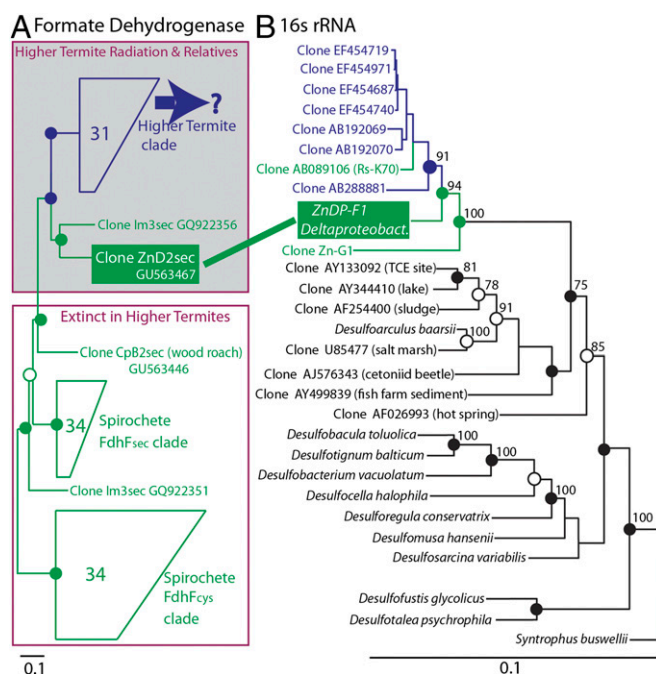 A Formate Dehydrogenase
Higher Termite Radiation & Relatives
31
?
Higher Termite
clade
Clone Im3sec GQ922356
Clone ZnD2sec
GU563467
Extinct in Higher Termites
Clone CpB2sec (wood roach)
GU563446
34
Spirochete
FdhFsec clade
Clone Im3sec GQ922351
34
Spirochete
FdhFcys
clade
0.1
B 16s rRNA
Clone EF454719
Clone EF454971
Clone EF454687
Clone EF454740
Clone AB192069
Clone AB192070
91
Clone AB089106 (Rs-K70)
Clone AB288881
94
ZnDP-F1
Deltaproteobact.
100
Clone Zn-G1
Clone AY133092 (TCE site)
81
Clone AY344410 (lake)
78
75
Clone AF254400 (sludge)
91
Desulfoarculus baarsii
100
Clone U85477 (salt marsh)
85
Clone AJ576343 (cetoniid beetle)
Clone AY499839 (fish farm sediment)
Clone AF026993 (hot spring)
Desulfobacula toluolica
100
Desulfotignum balticum
100
Desulfobacterium vacuolatum
Desulfocella halophila
100
Desulforegula conservatrix
100
Desulfomusa hansenii
Desulfosarcina variabilis
Desulfofustis glycolicus
Desulfotalea psychrophila
Syntrophus buswellii
0.1